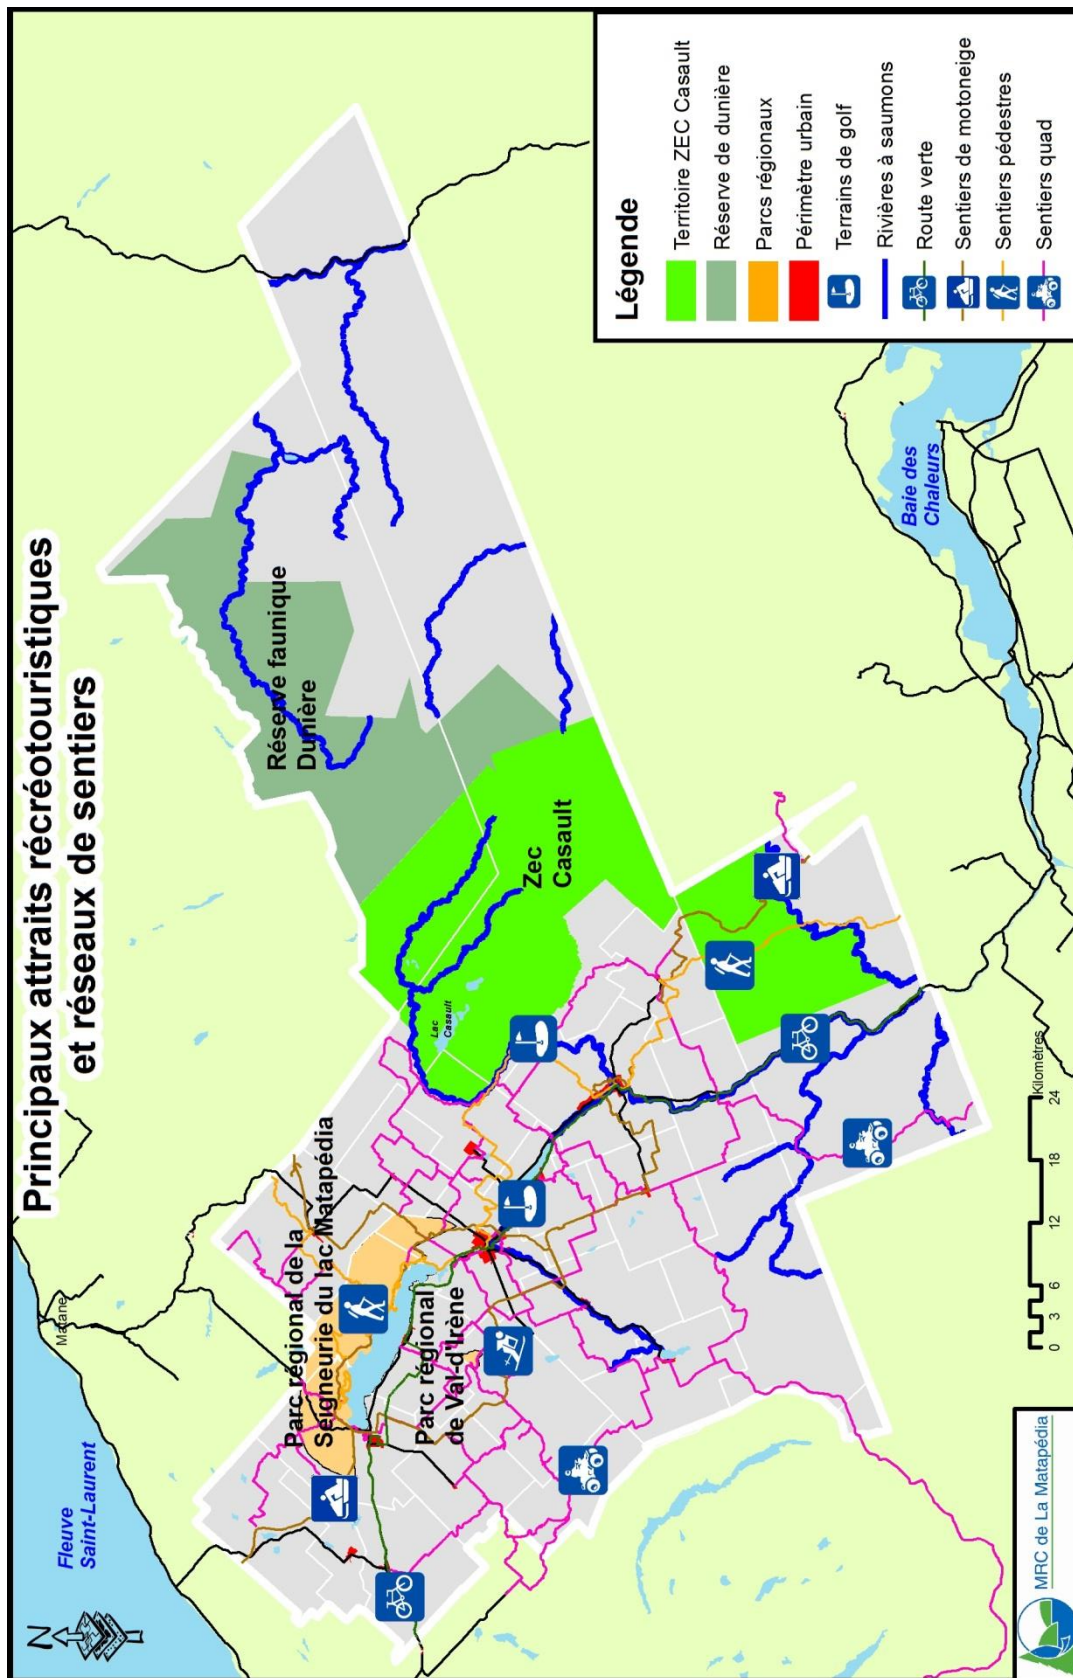 Principaux attraits récréotouristiques
et réseaux de sentiers
N
Fleuve
Saint-Laurent
Matane
Parc régional de la
Seigneurie du lac Matapédia
Parc régional
de Val-d'Irène
Lac
Casault
Zec
Casault
Réserve faunique
Dunière
Baie des
Chaleurs
Légende
Territoire ZEC Casault
Réserve de dunière
Parcs régionaux
Périmètre urbain
Terrains de golf
Rivières à saumons
Route verte
Sentiers de motoneige
Sentiers pédestres
Sentiers quad
0 3 6 12 18 24
Kilomètres
MRC de La Matapédia